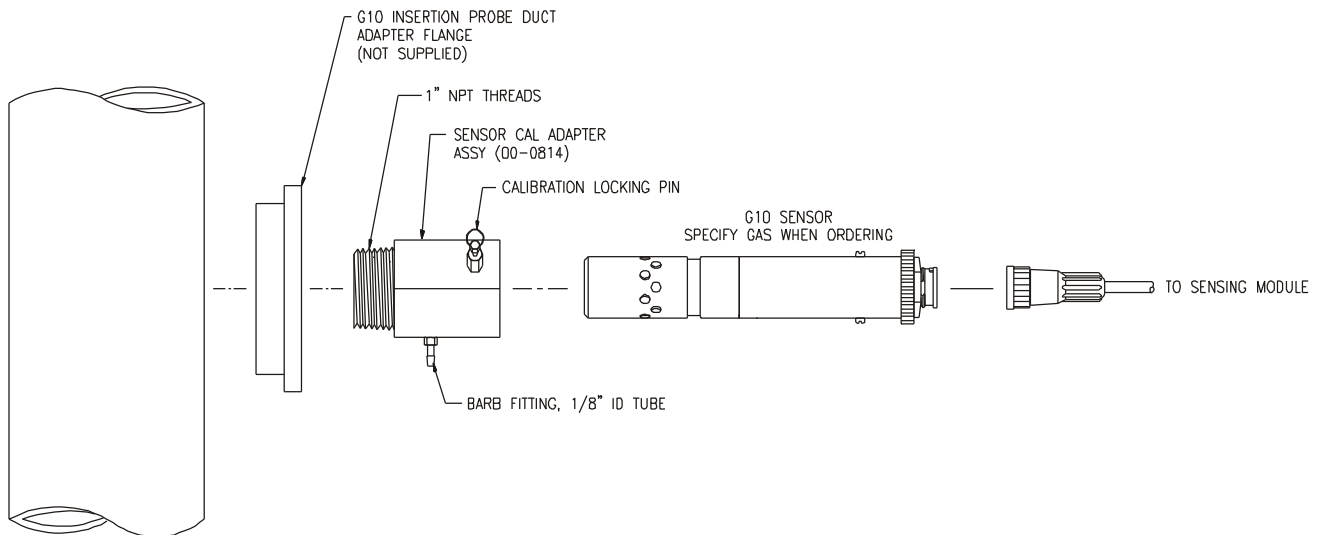 G10 INSERTION PROBE DUCT
ADAPTER FLANGE
(NOT SUPPLIED)
1” NPT THREADS
SENSOR CAL ADAPTER
ASSY (00-0814)
CALIBRATION LOCKING PIN
G10 SENSOR
SPECIFY GAS WHEN ORDERING
TO SENSING MODULE
BARB FITTING, 1/8” ID TUBE